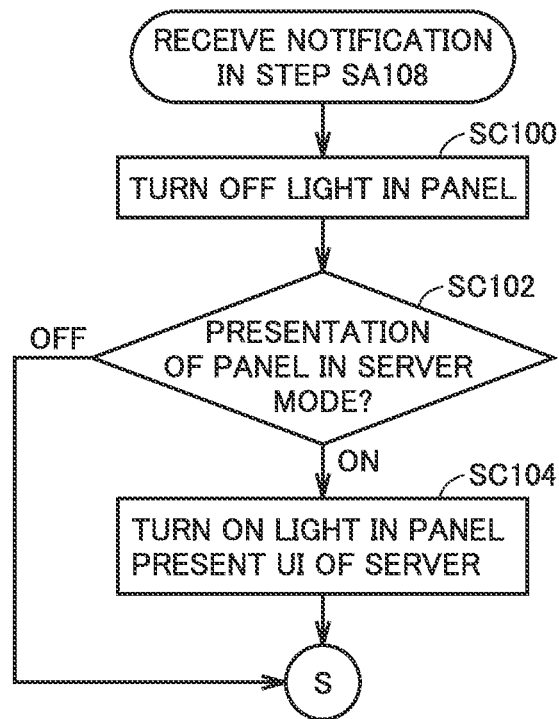 RECEIVE NOTIFICATION
IN STEP SA108
SC100
TURN OFF LIGHT IN PANEL
SC102
OFF
PRESENTATION
OF PANEL IN SERVER
MODE?
ON
SC104
TURN ON LIGHT IN PANEL
PRESENT UI OF SERVER
S